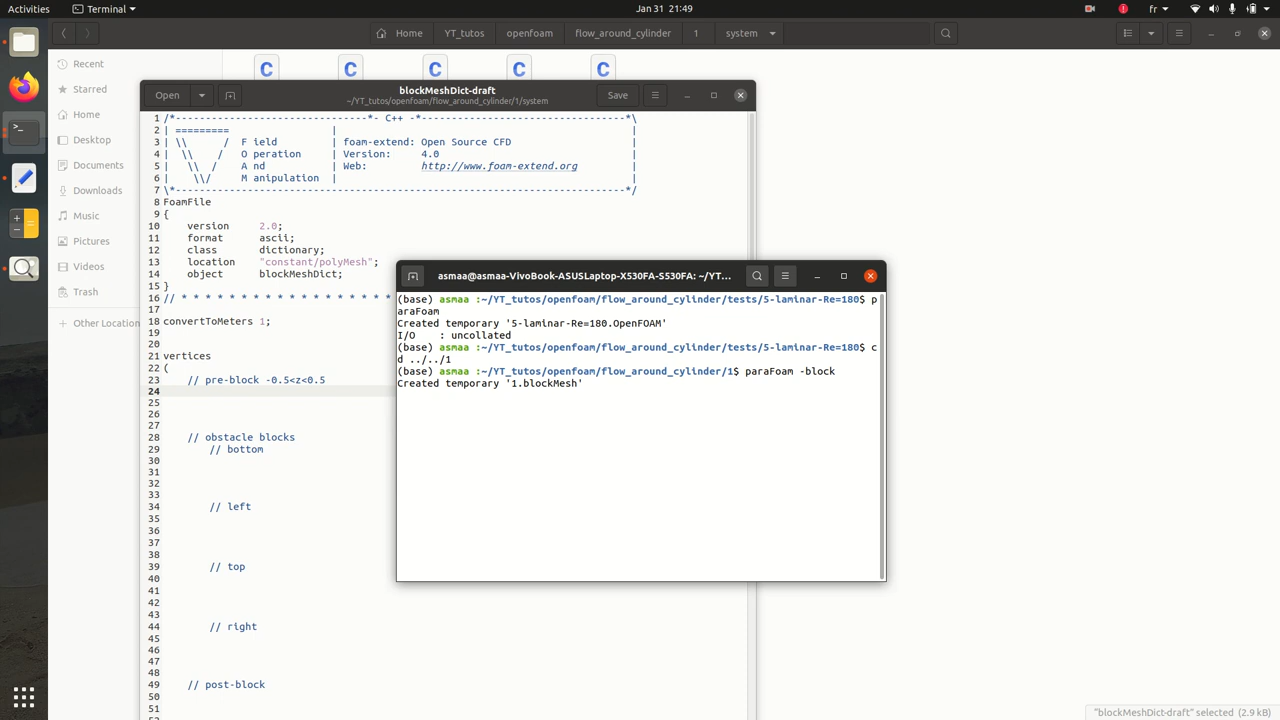 Activities
Terminal
Jan 31 21:49
fr
Home
YT_tutos
openfoam
flow_around_cylinder
1
system
Recent
Starred
Home
Desktop
Documents
Downloads
Music
Pictures
Videos
Trash
Other Location
C C C C C
Open
blockMeshDict-draft
~/YT_tutos/openfoam/flow_around_cylinder/1/system
Save
1 /*--------------------------------*- C++ -*----------------------------------*\
2 | =========                 |                                                 |
3 | \\      /  F ield         | foam-extend: Open Source CFD                    |
4 |  \\    /   O peration     | Version:     4.0                                |
5 |   \\  /    A nd           | Web:         http://www.foam-extend.org         |
6 |    \\/     M anipulation  |                                                 |
7 \*---------------------------------------------------------------------------*/
8 FoamFile
9 {
10     version     2.0;
11     format      ascii;
12     class       dictionary;
13     location    "constant/polyMesh";
14     object      blockMeshDict;
15 }
16 // * * * * * * * * * * * * * * * * * *
17
18 convertToMeters 1;
19
20
21 vertices
22 (
23     // pre-block -0.5<z<0.5
24
25
26
27
28     // obstacle blocks
29         // bottom
30
31
32
33
34         // left
35
36
37
38
39         // top
40
41
42
43
44         // right
45
46
47
48
49     // post-block
50
51
asmaa@asmaa-VivoBook-ASUSLaptop-X530FA-S530FA: ~/YT...
(base) asmaa :~/YT_tutos/openfoam/flow_around_cylinder/tests/5-laminar-Re=180$ p
araFoam
Created temporary '5-laminar-Re=180.OpenFOAM'
I/O    : uncollated
(base) asmaa :~/YT_tutos/openfoam/flow_around_cylinder/tests/5-laminar-Re=180$ c
d ../../1
(base) asmaa :~/YT_tutos/openfoam/flow_around_cylinder/1$ paraFoam -block
Created temporary '1.blockMesh'
"blockMeshDict-draft" selected (2.9 kB)